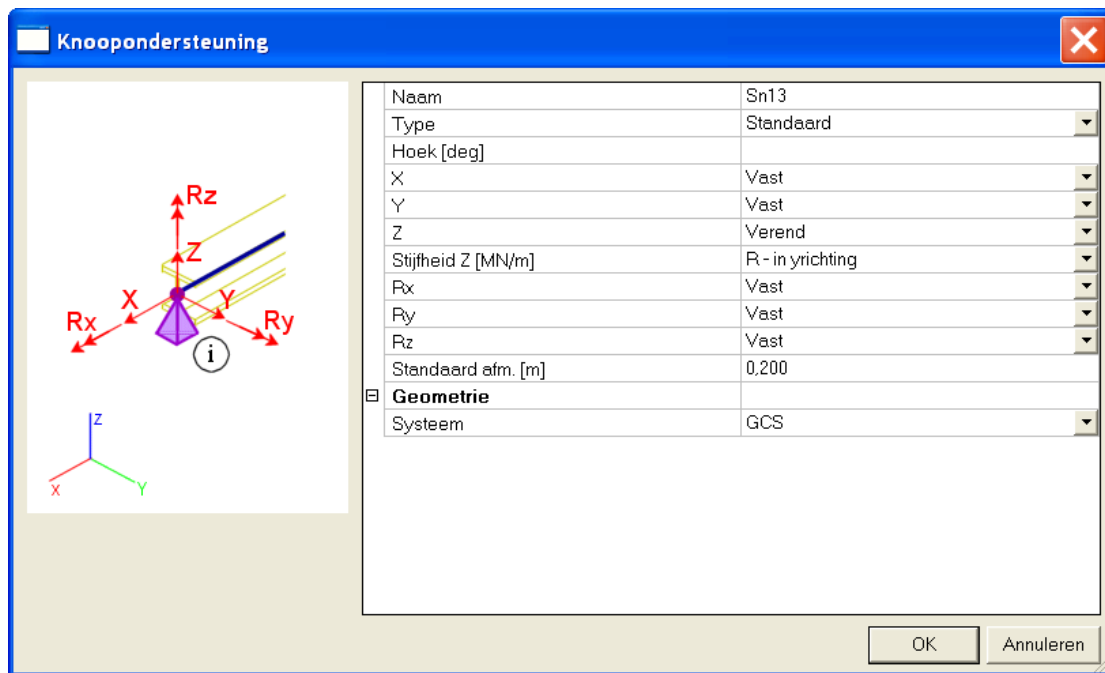 Knoopondersteuning
Rz
Z
X
Y
Rx
Ry
i
Z
X
Y
Naam Sn13
Type Standaard
Hoek [deg]
X Vast
Y Vast
Z Verend
Stijfheid Z [MN/m] R - in yrichting
Rx Vast
Ry Vast
Rz Vast
Standaard afm. [m] 0,200
Geometrie
Systeem GCS
OK Annuleren